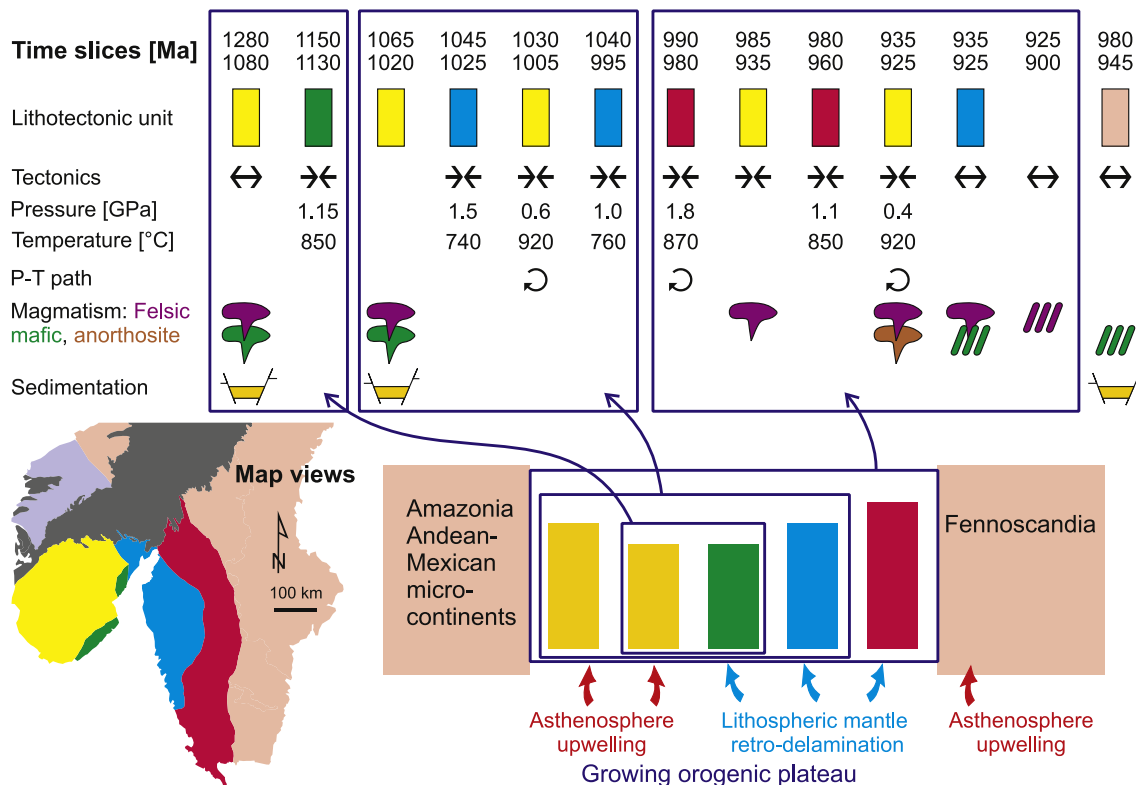 Time slices [Ma] 1280 1150 1065 1045 1030 1040 990 985 980 935 935 925 980
1080 1130 1020 1025 1005 995 980 935 960 925 925 900 945
Lithotectonic unit
Tectonics
Pressure [GPa] 1.15 1.5 0.6 1.0 1.8 1.1 0.4
Temperature [°C] 850 740 920 760 870 850 920
P-T path
Magmatism: Felsic
mafic, anorthosite
Sedimentation
Map views
N
100 km
Amazonia
Andean-
Mexican
micro-
continents
Fennoscandia
Asthenosphere
upwelling
Lithospheric mantle
retro-delamination
Asthenosphere
upwelling
Growing orogenic plateau